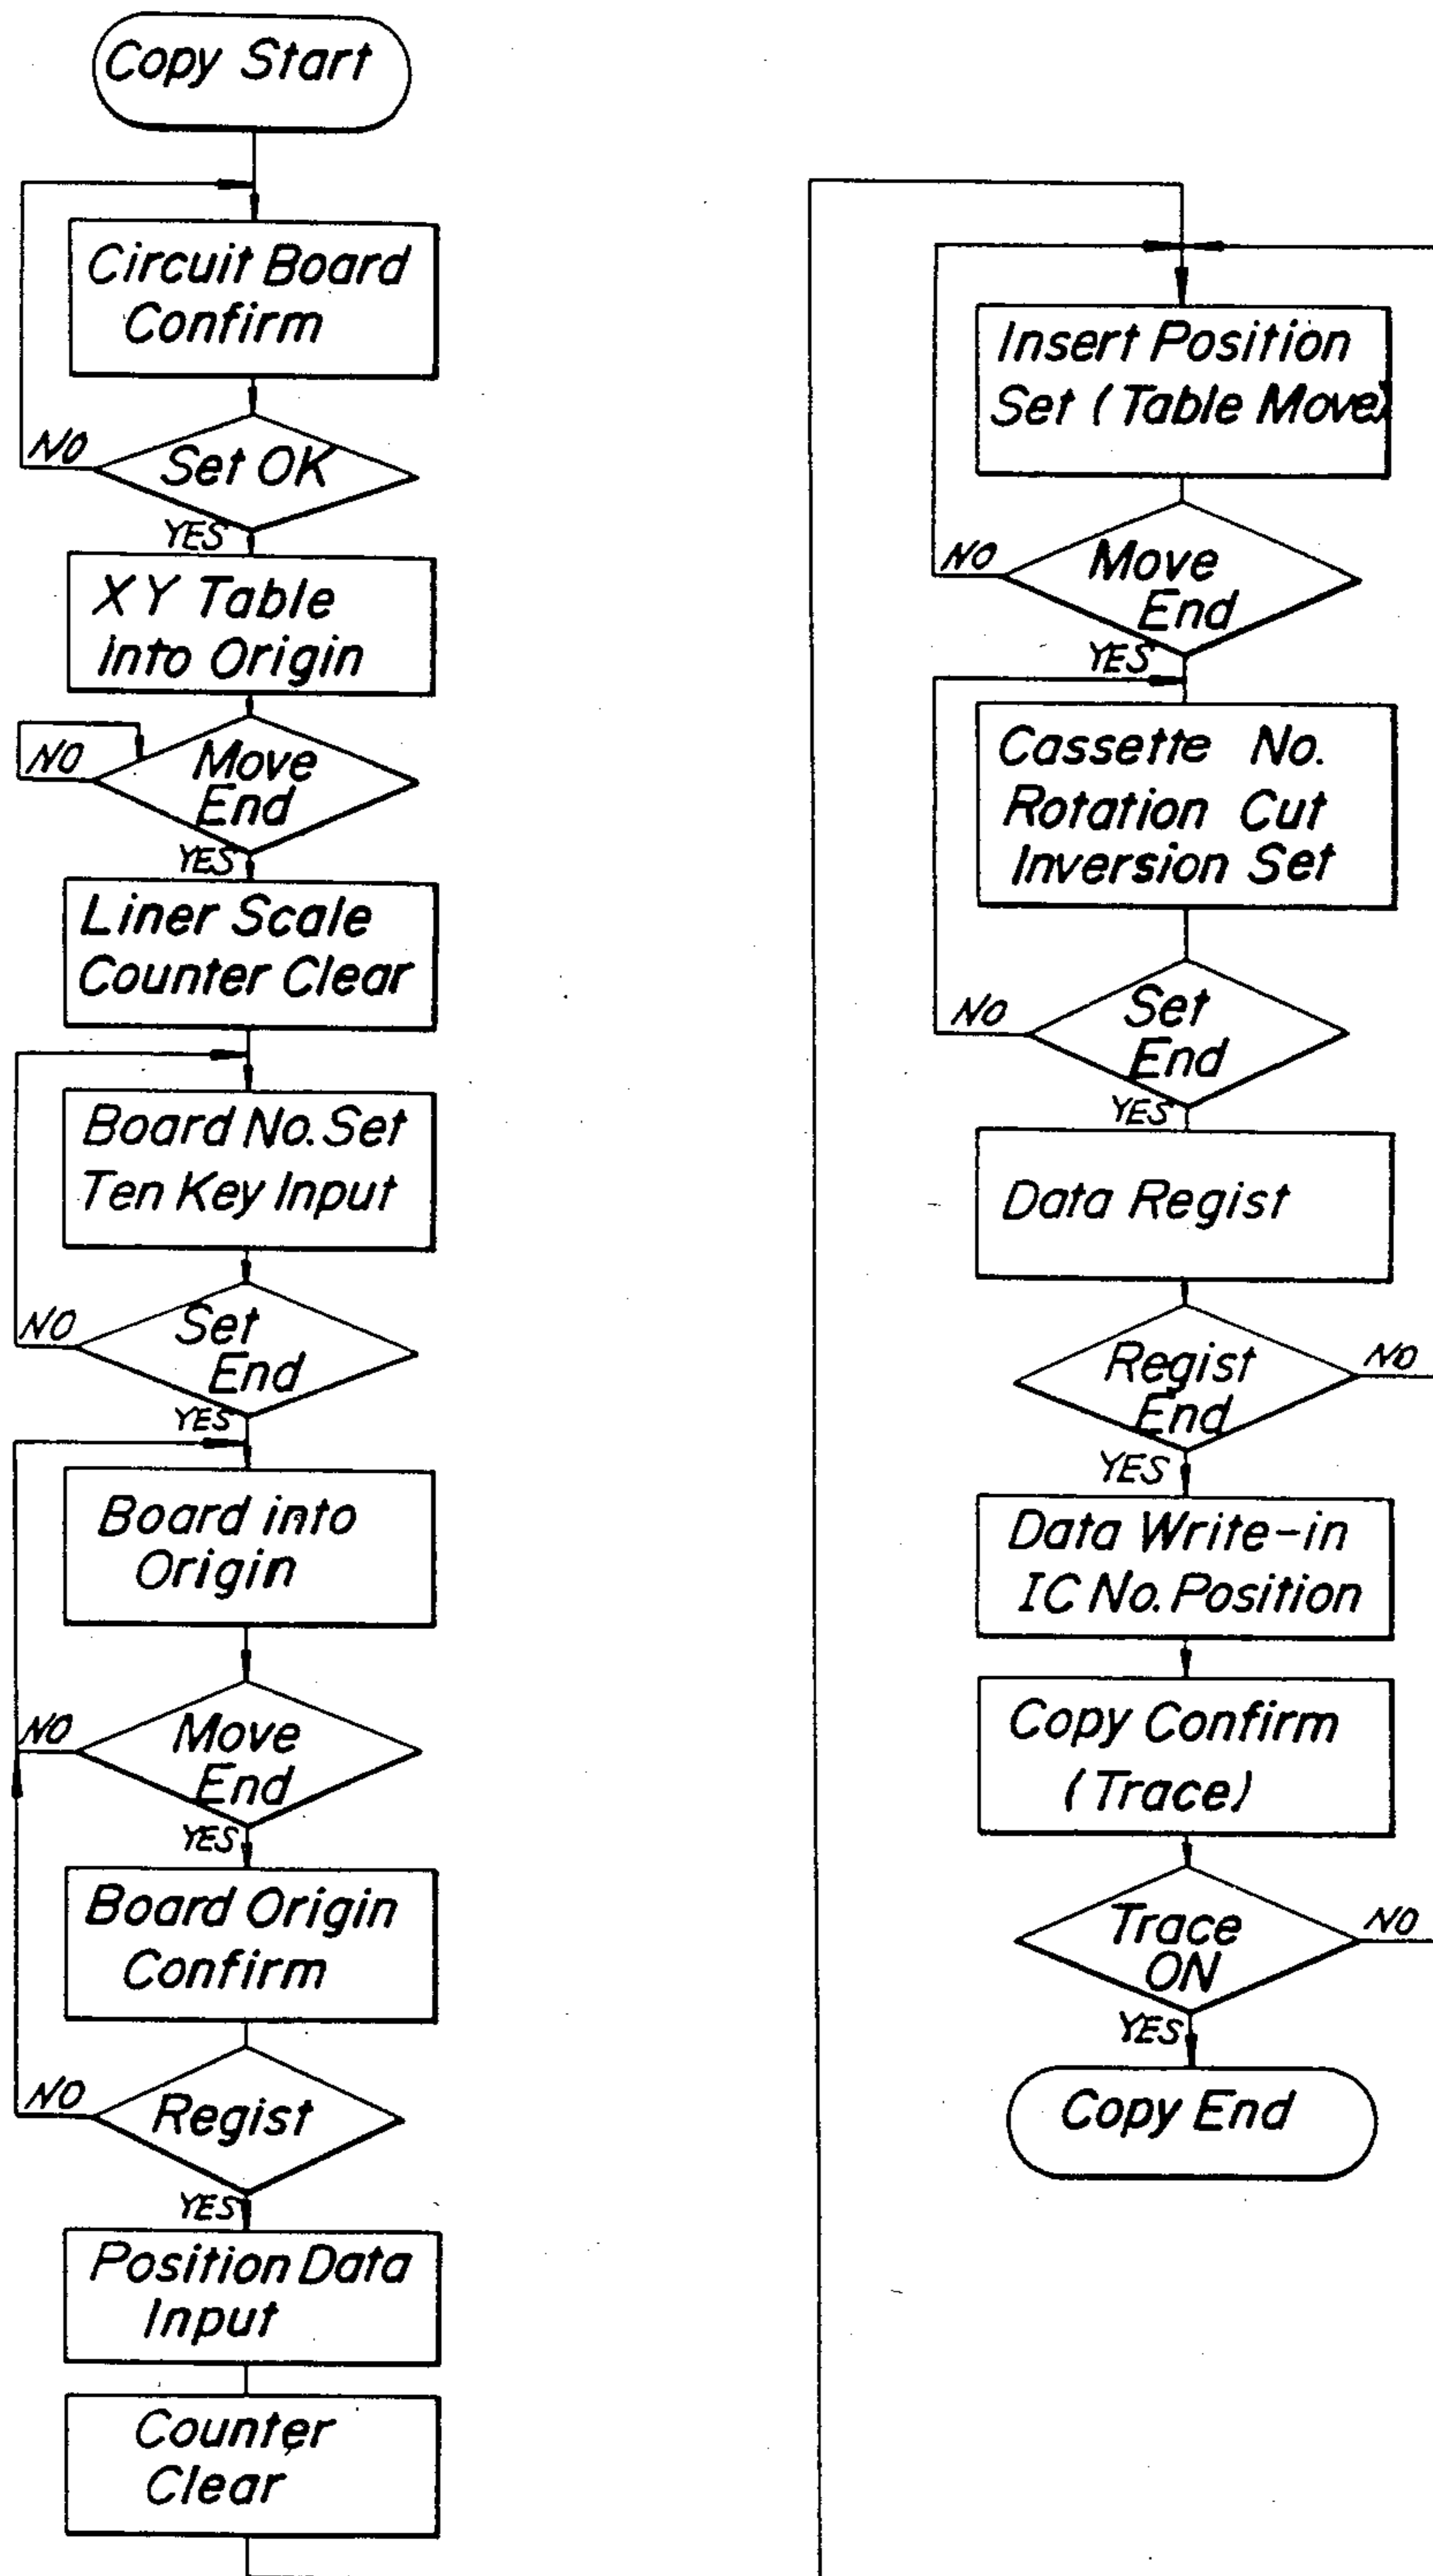 Copy Start
Circuit Board
Confirm
NO
Set OK
YES
XY Table
into Origin
NO
Move
End
YES
Liner Scale
Counter Clear
Board No. Set
Ten Key Input
NO
Set
End
YES
Board into
Origin
NO
Move
End
YES
Board Origin
Confirm
NO
Regist
YES
Position Data
Input
Counter
Clear
Insert Position
Set (Table Move)
NO
Move
End
YES
Cassette No.
Rotation Cut
Inversion Set
NO
Set
End
YES
Data Regist
Regist
End
NO
YES
Data Write-in
IC No. Position
Copy Confirm
(Trace)
Trace
ON
NO
YES
Copy End